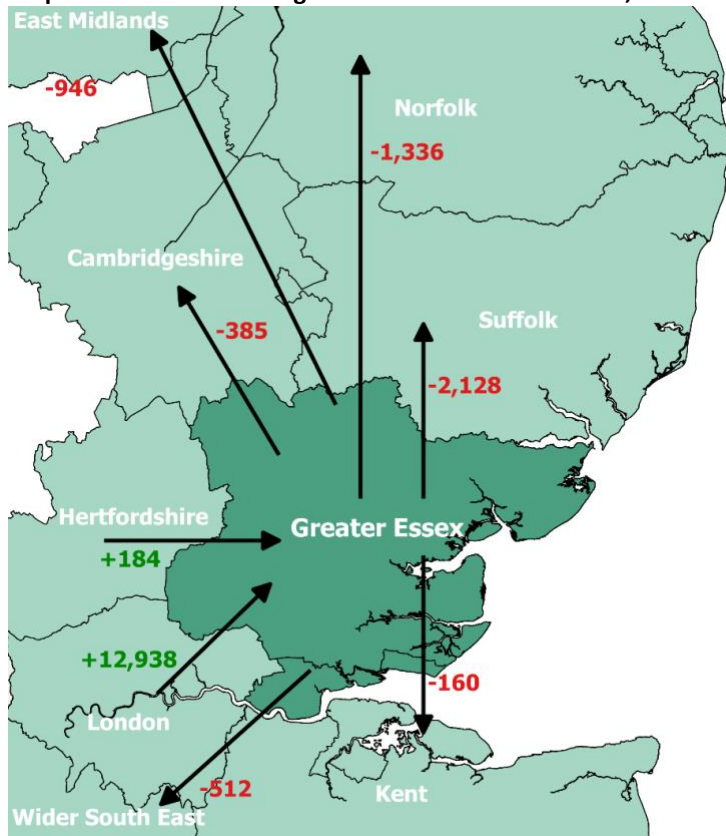 East Midlands
-946
Norfolk
-1,336
Cambridgeshire
-385
Suffolk
-2,128
Hertfordshire
+184
Greater Essex
+12,938
London
-160
-512
Kent
Wider South East